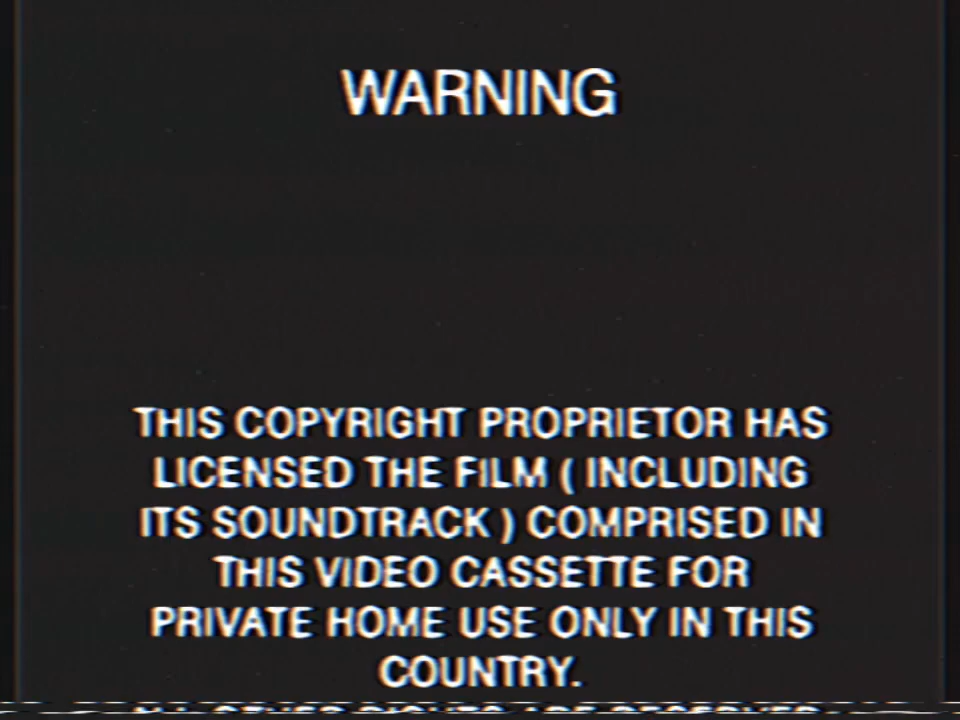 WARNING
THIS COPYRIGHT PROPRIETOR HAS
LICENSED THE FILM ( INCLUDING
ITS SOUNDTRACK ) COMPRISED IN
THIS VIDEO CASSETTE FOR
PRIVATE HOME USE ONLY IN THIS
COUNTRY.